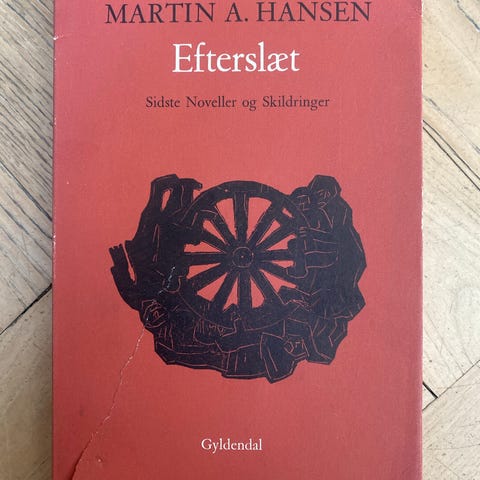 MARTIN A. HANSEN
Efterslæt
Sidste Noveller og Skildringer
Gyldendal